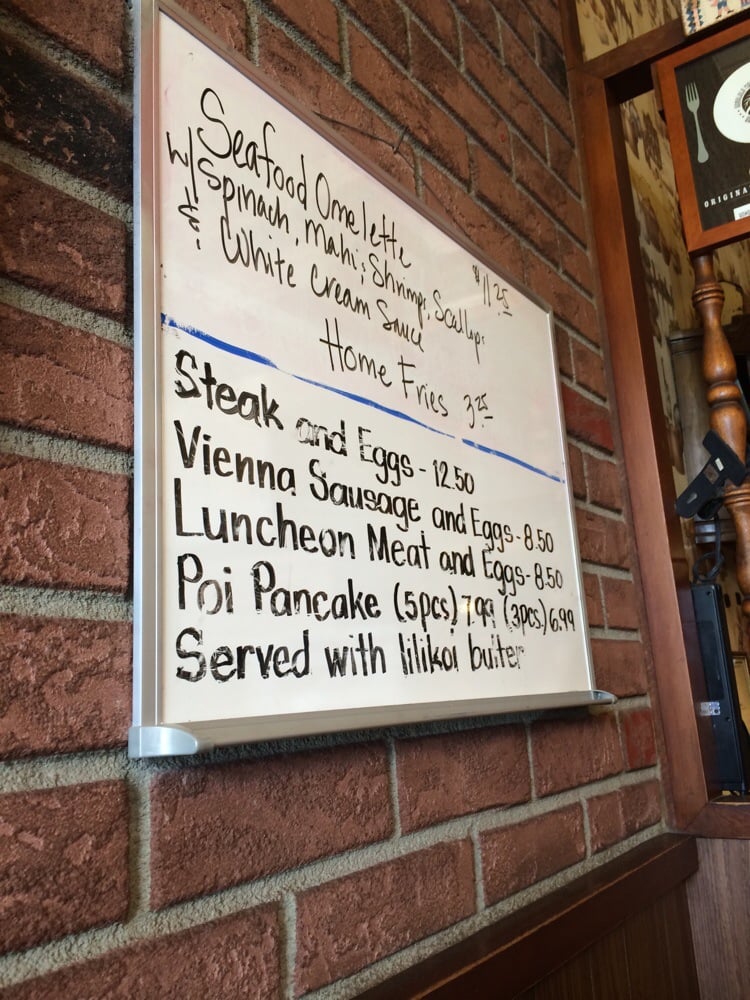 Seafood Omelette
w/ Spinach, Mahi, Shrimp, Scallops $11.25
& White Cream Sauce
Home Fries 3.25
Steak and Eggs - 12.50
Vienna Sausage and Eggs - 8.50
Luncheon Meat and Eggs - 8.50
Poi Pancake (5pcs) 7.99 (3pcs.) 6.99
Served with lilikoi butter